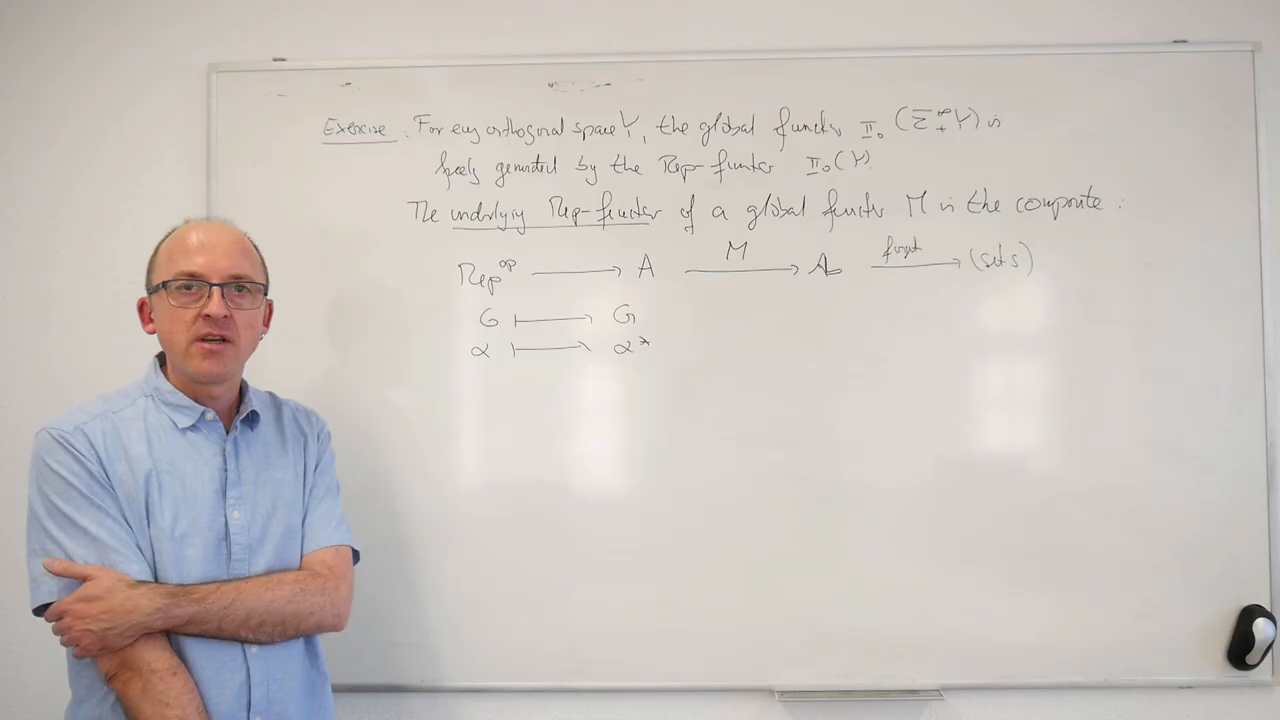 Exercise: For any orthogonal space Y, the global functor π₀(Σ₊^∞ Y) is
freely generated by the Rep-functor π₀(Y).
The underlying Rep-functor of a global functor M is the composite:
Rep^op ⟶ A —M⟶ Ab —forget⟶ (sets)
G ⟼ G
α ⟼ α*